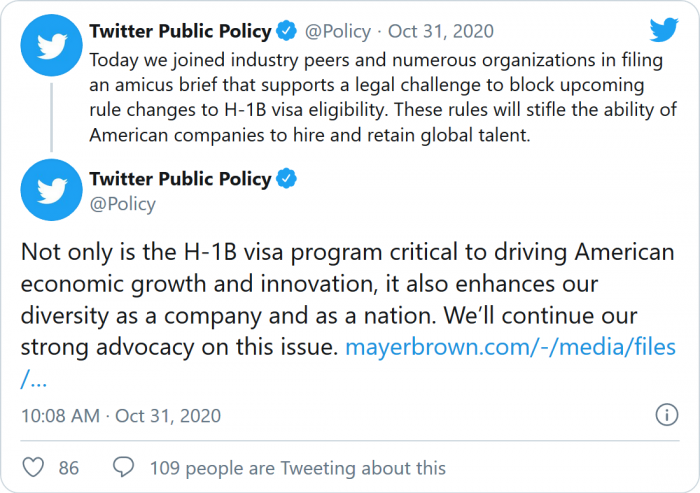 Twitter Public Policy @Policy · Oct 31, 2020
Today we joined industry peers and numerous organizations in filing
an amicus brief that supports a legal challenge to block upcoming
rule changes to H-1B visa eligibility. These rules will stifle the ability of
American companies to hire and retain global talent.
Twitter Public Policy
@Policy
Not only is the H-1B visa program critical to driving American
economic growth and innovation, it also enhances our
diversity as a company and as a nation. We’ll continue our
strong advocacy on this issue. mayerbrown.com/-/media/files
/…
10:08 AM · Oct 31, 2020
86 109 people are Tweeting about this